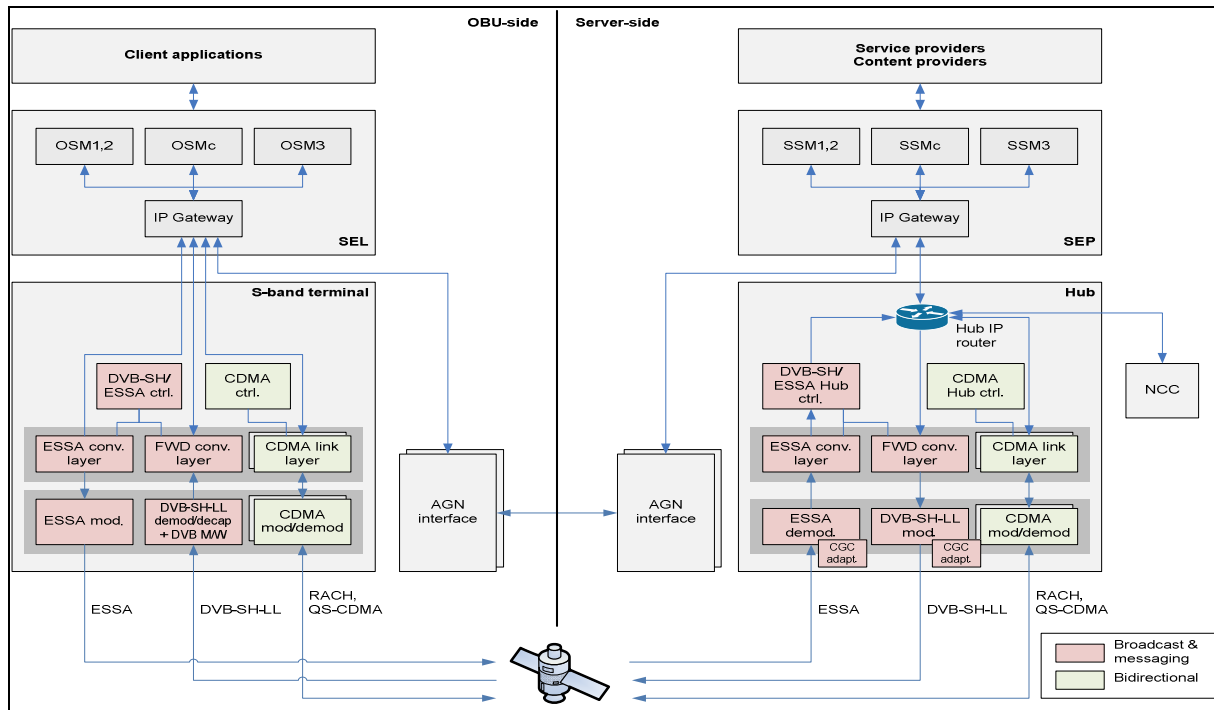 OBU-side
Server-side
Client applications
Service providers
Content providers
OSM1,2
OSMc
OSM3
IP Gateway
SEL
SSM1,2
SSMc
SSM3
IP Gateway
SEP
S-band terminal
DVB-SH/
ESSA ctrl.
CDMA
ctrl.
ESSA conv.
layer
FWD conv.
layer
CDMA link
layer
ESSA mod.
DVB-SH-LL
demod/decap
+ DVB M/W
CDMA
mod/demod
AGN
interface
AGN
interface
Hub
Hub IP
router
DVB-SH/
ESSA Hub
ctrl.
CDMA
Hub ctrl.
NCC
ESSA conv.
layer
FWD conv.
layer
CDMA link
layer
ESSA
demod.
CGC
adapt.
DVB-SH-LL
mod.
CGC
adapt.
CDMA
mod/demod
ESSA
DVB-SH-LL
RACH,
QS-CDMA
ESSA
DVB-SH-LL
RACH,
QS-CDMA
Broadcast &
messaging
Bidirectional